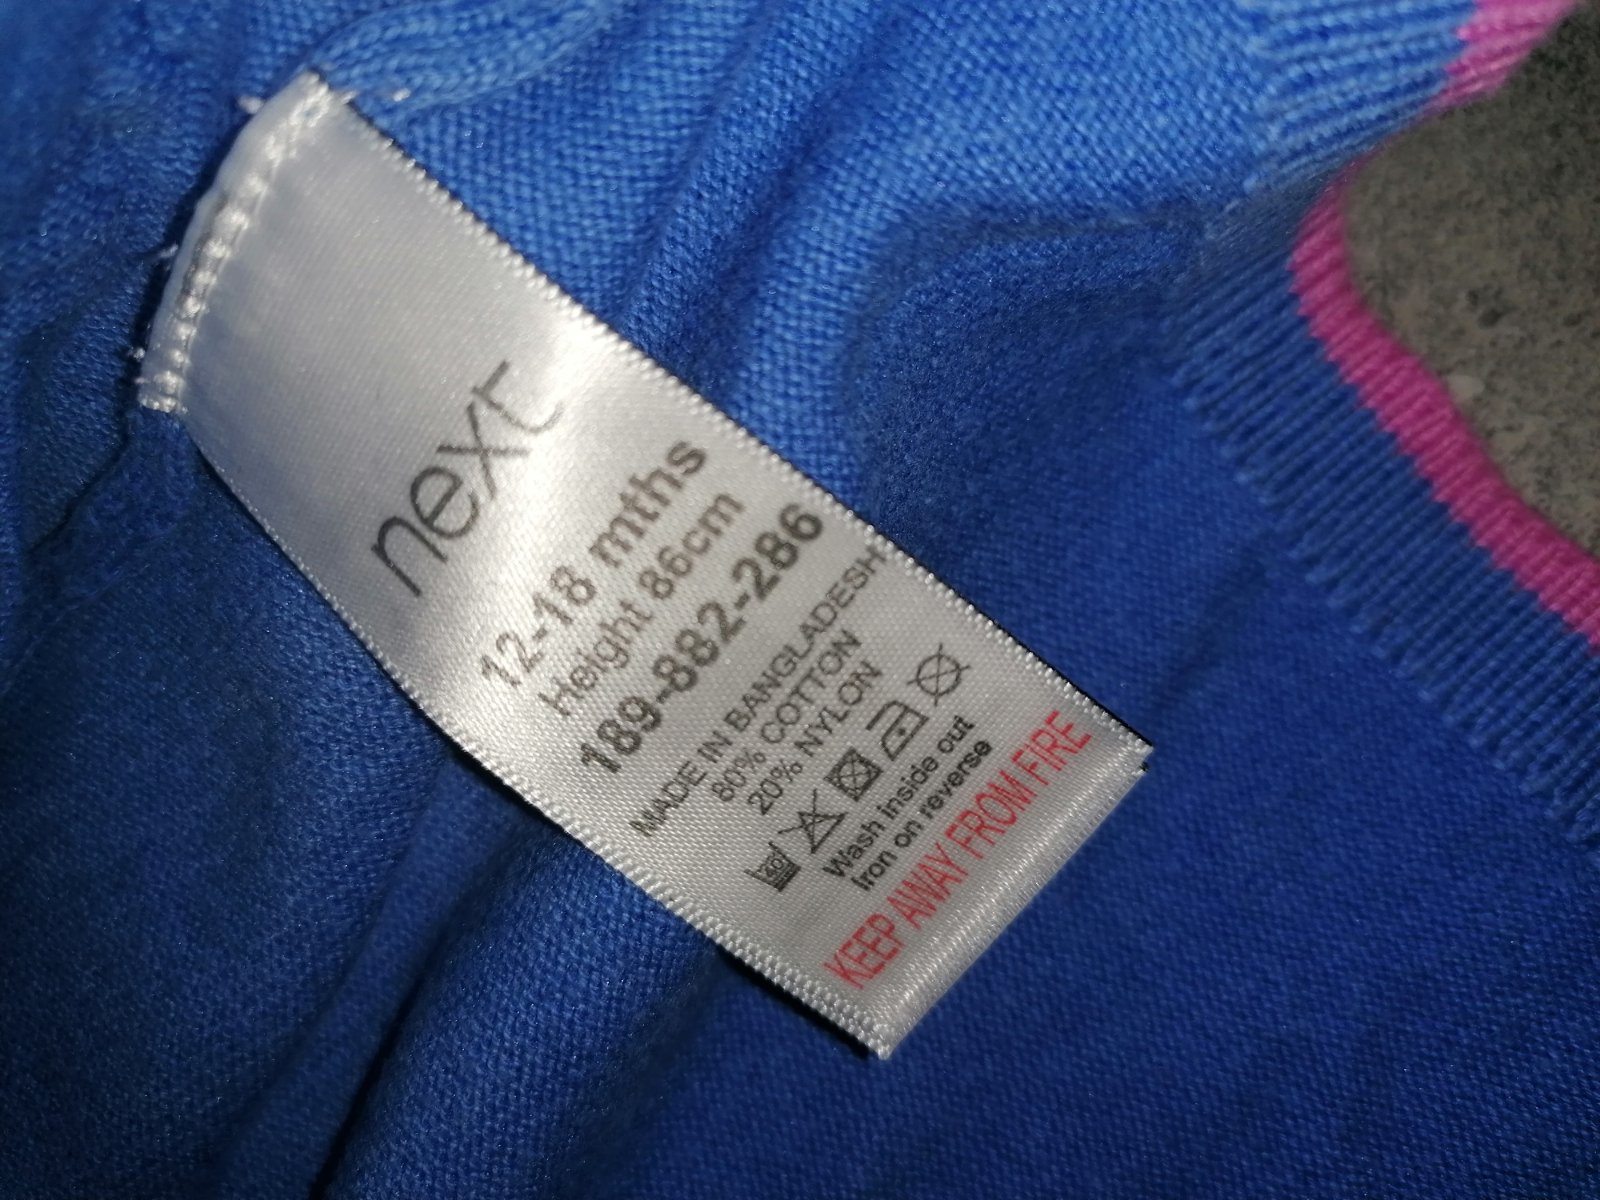 next
12-18 mths
Height 86cm
189-882-286
MADE IN BANGLADESH
80% COTTON
20% NYLON
40
Wash inside out
Iron on reverse
KEEP AWAY FROM FIRE